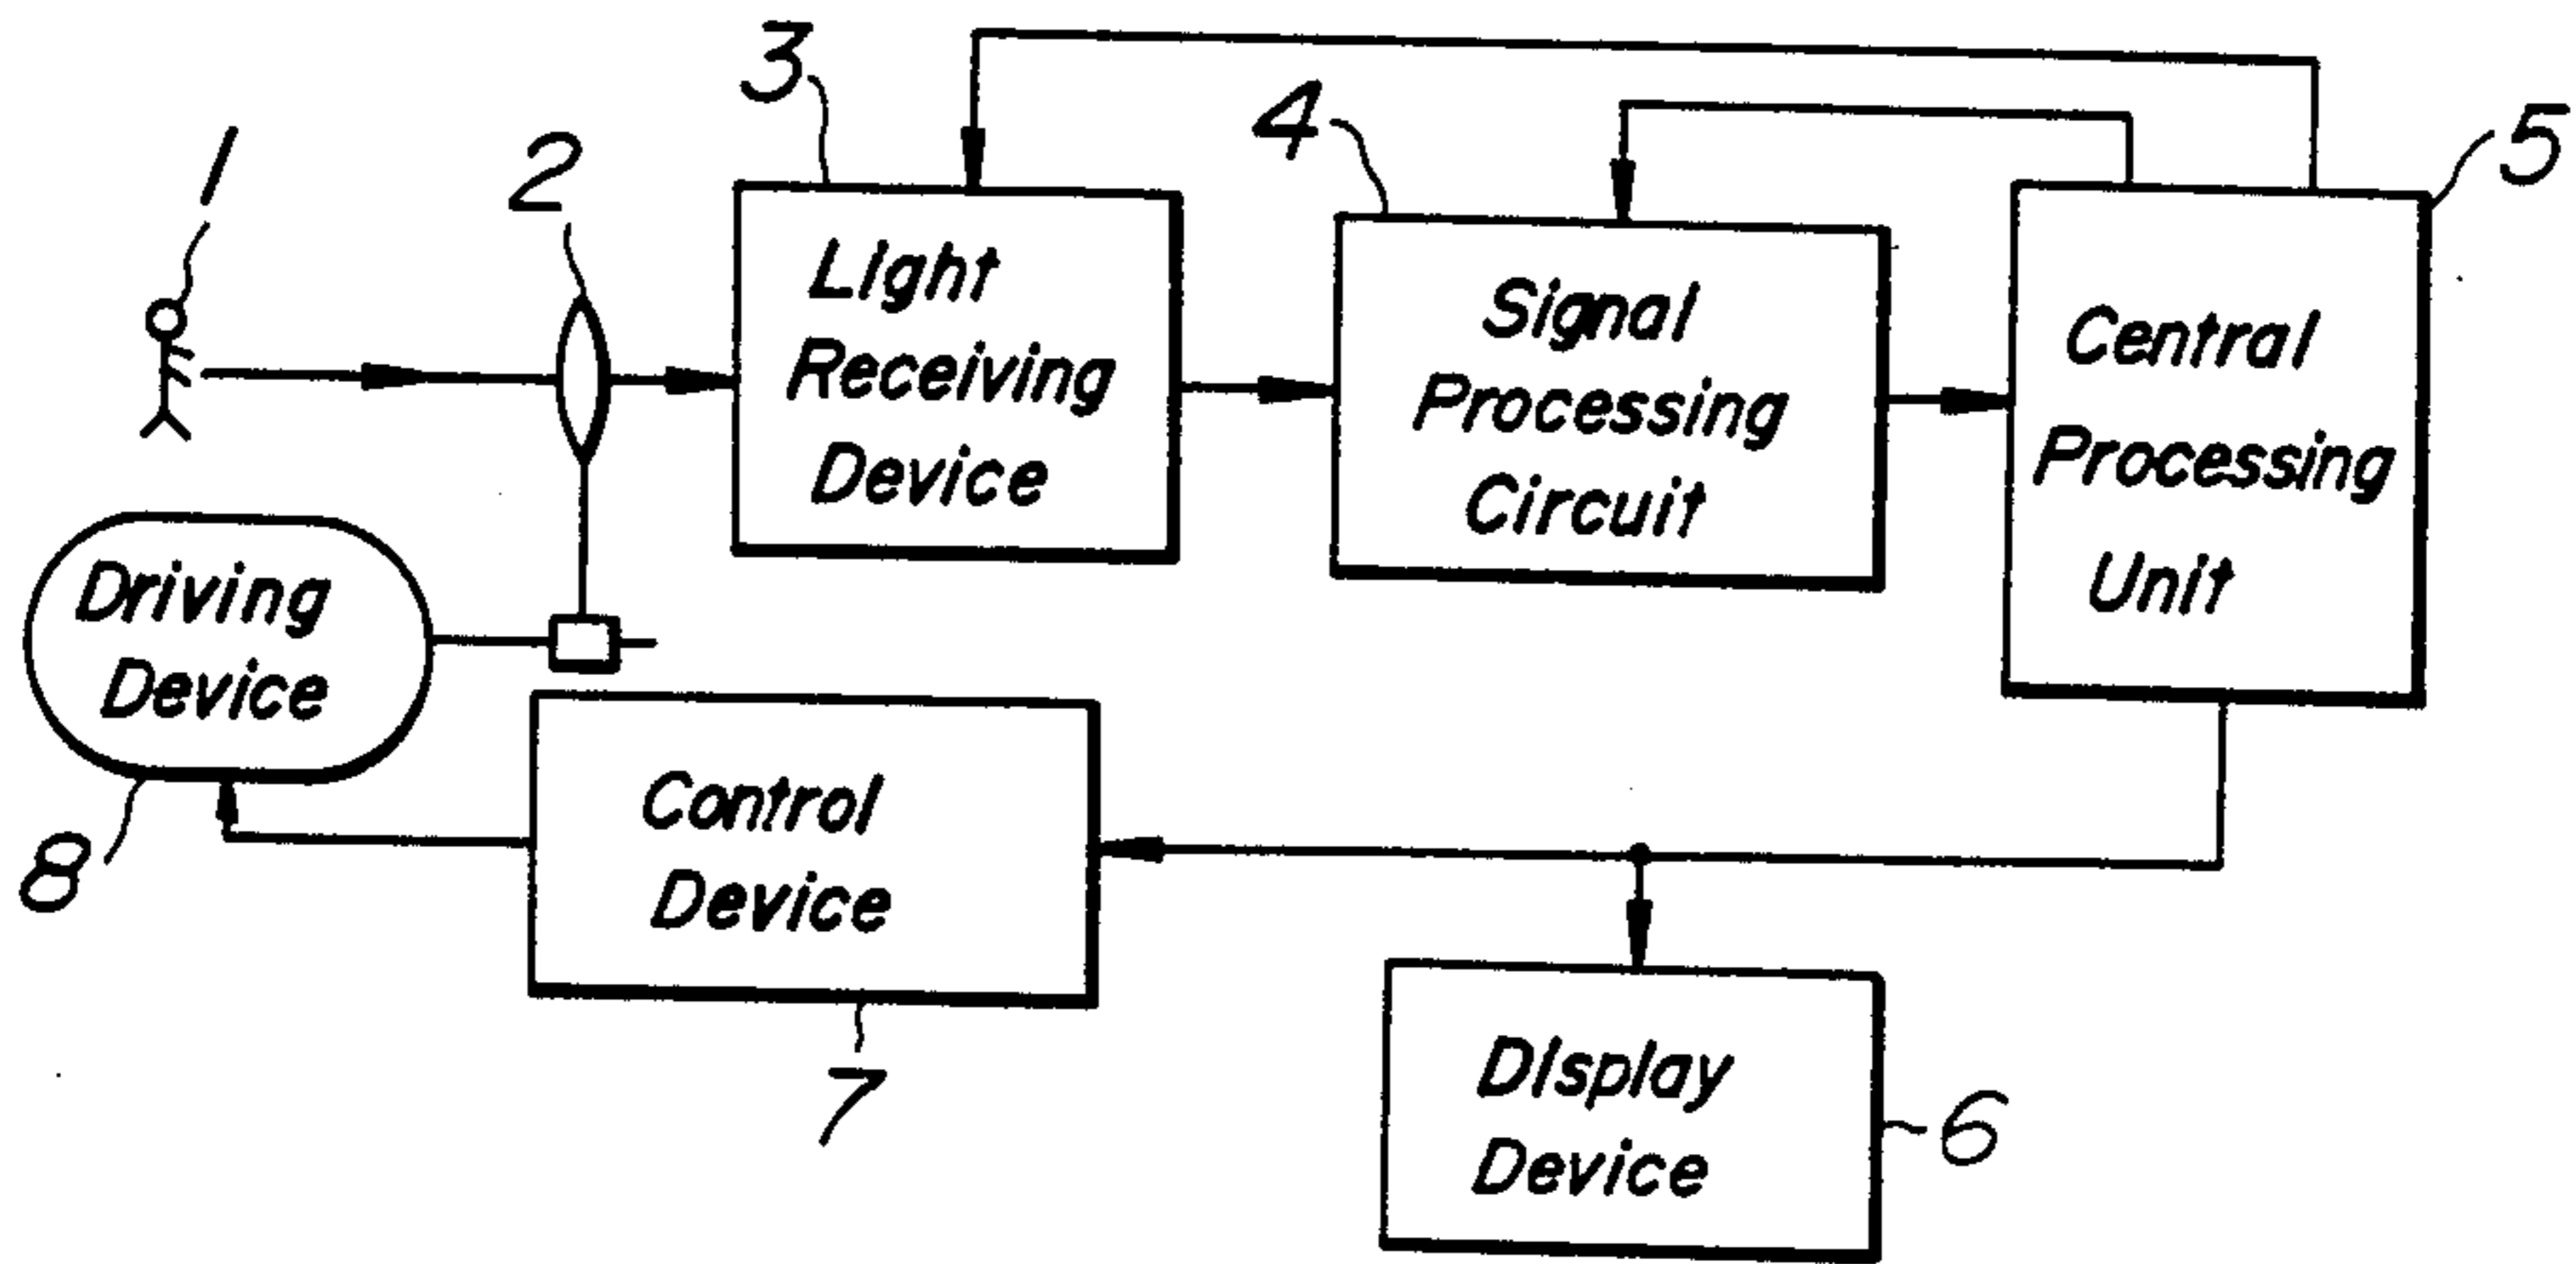 1
2
3
4
5
Light
Receiving
Device
Signal
Processing
Circuit
Central
Processing
Unit
Driving
Device
8
Control
Device
7
Display
Device
6